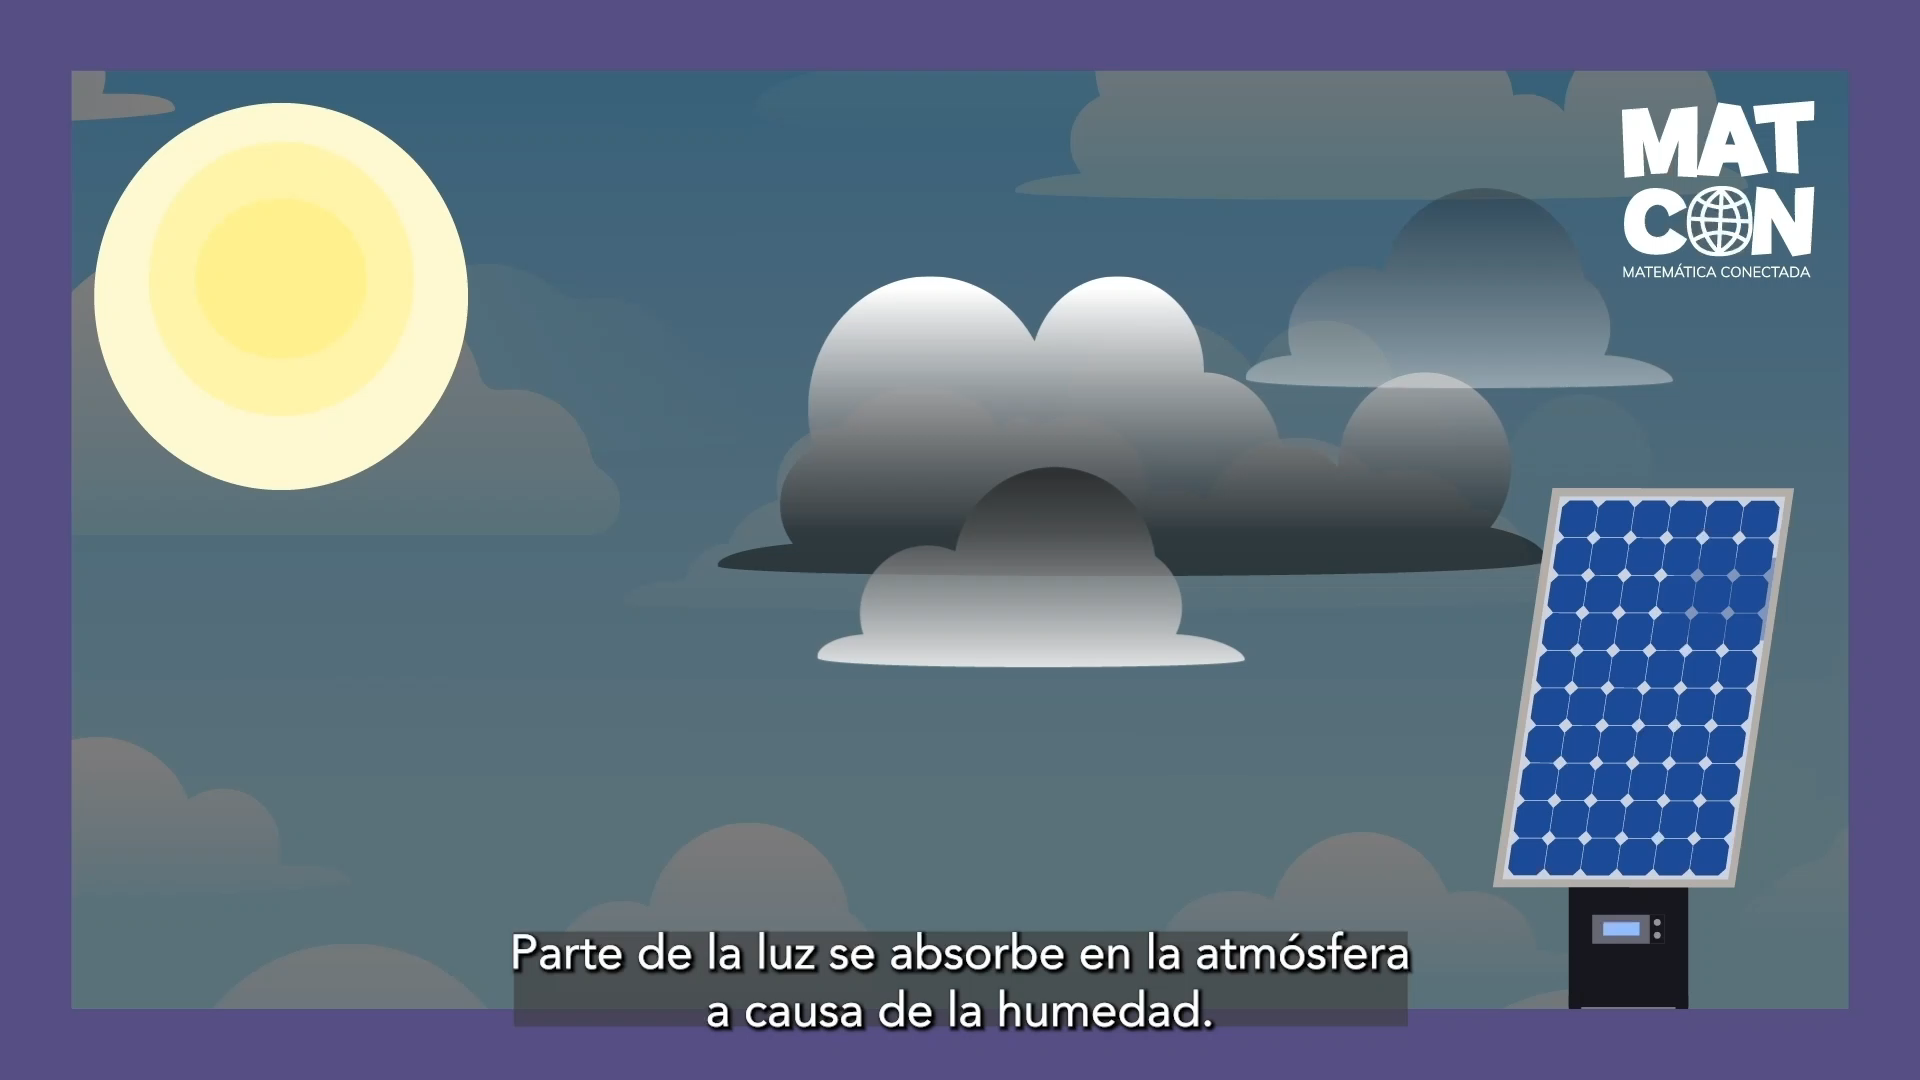 MAT
CON
MATEMÁTICA CONECTADA
Parte de la luz se absorbe en la atmósfera
a causa de la humedad.